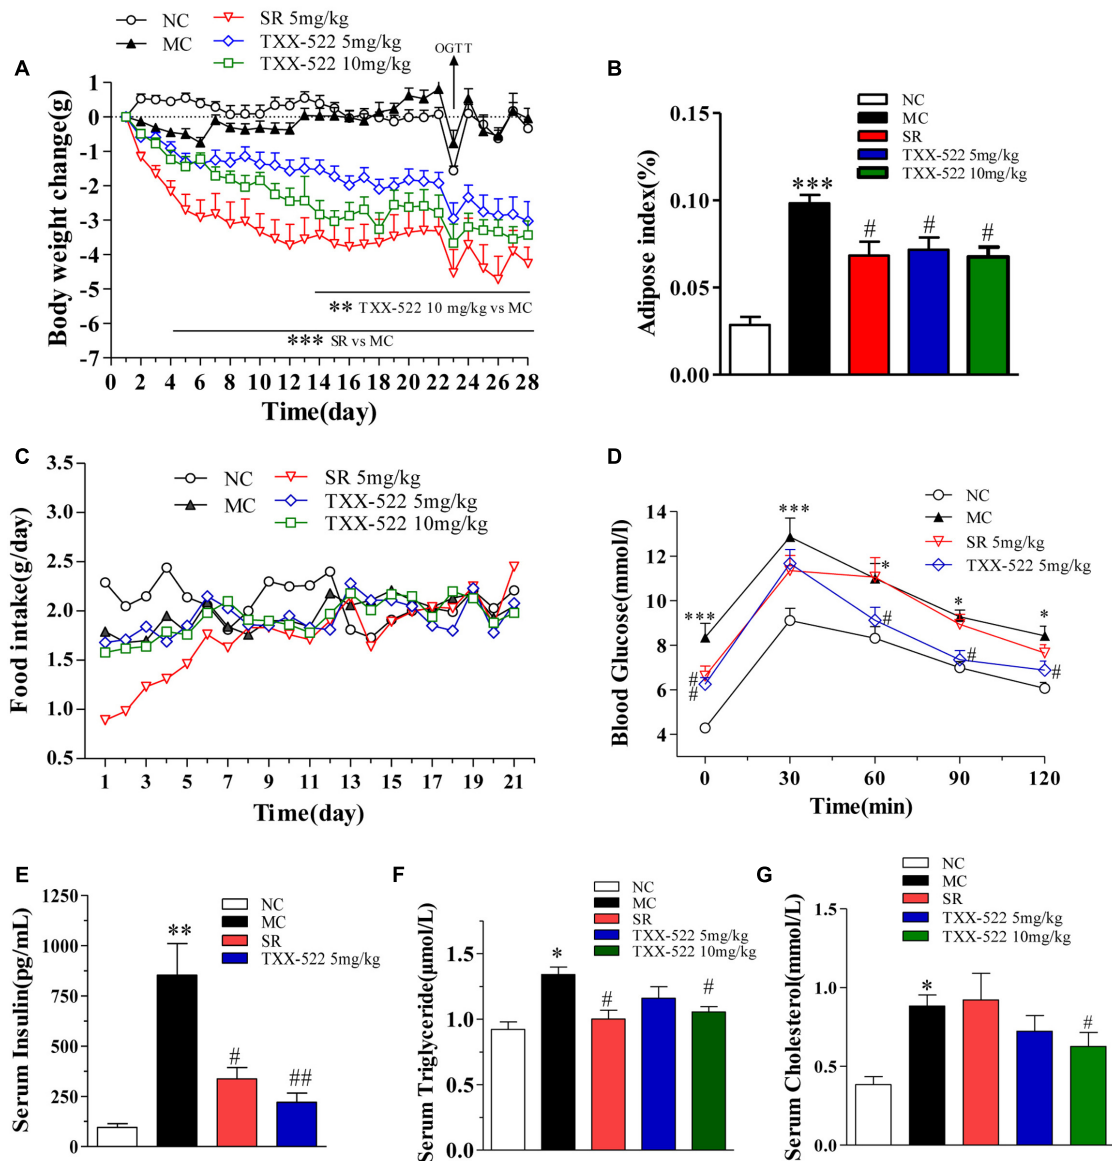 A
NC
MC
SR 5mg/kg
TXX-522 5mg/kg
TXX-522 10mg/kg
OGTT
Body weight change(g)
1
0
-1
-2
-3
-4
-5
-6
-7
** TXX-522 10 mg/kg vs MC
*** SR vs MC
0 2 4 6 8 10 12 14 16 18 20 22 24 26 28
Time(day)
B
NC
MC
SR
TXX-522 5mg/kg
TXX-522 10mg/kg
Adipose index(%)
0.15
0.10
0.05
0.00
***
# # #
C
NC
MC
SR 5mg/kg
TXX-522 5mg/kg
TXX-522 10mg/kg
Food intake(g/day)
3.5
3.0
2.5
2.0
1.5
1.0
0.5
1 3 5 7 9 11 13 15 17 19 21
Time(day)
D
NC
MC
SR 5mg/kg
TXX-522 5mg/kg
Blood Glucose(mmol/l)
14
12
10
8
6
4
*** *** * * *
#
#
# # #
0 30 60 90 120
Time(min)
E
NC
MC
SR
TXX-522 5mg/kg
Serum Insulin(pg/mL)
1250
1000
750
500
250
0
**
# ##
F
NC
MC
SR
TXX-522 5mg/kg
TXX-522 10mg/kg
Serum Triglyceride(μmol/L)
1.5
1.0
0.5
0.0
*
# #
G
NC
MC
SR
TXX-522 5mg/kg
TXX-522 10mg/kg
Serum Cholesterol(mmol/L)
1.5
1.0
0.5
0.0
*
#